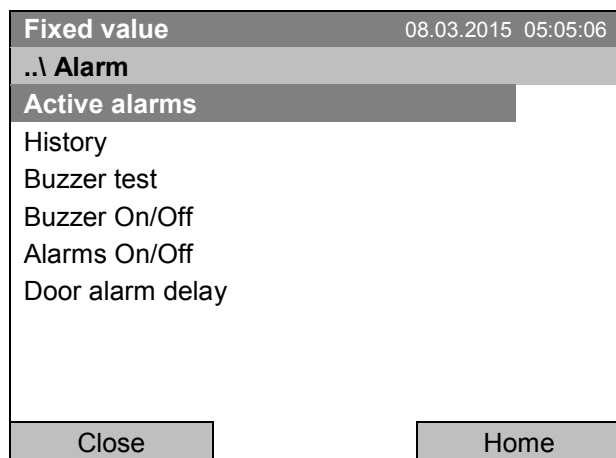 Fixed value 08.03.2015 05:05:06
..\ Alarm
Active alarms
History
Buzzer test
Buzzer On/Off
Alarms On/Off
Door alarm delay
Close Home